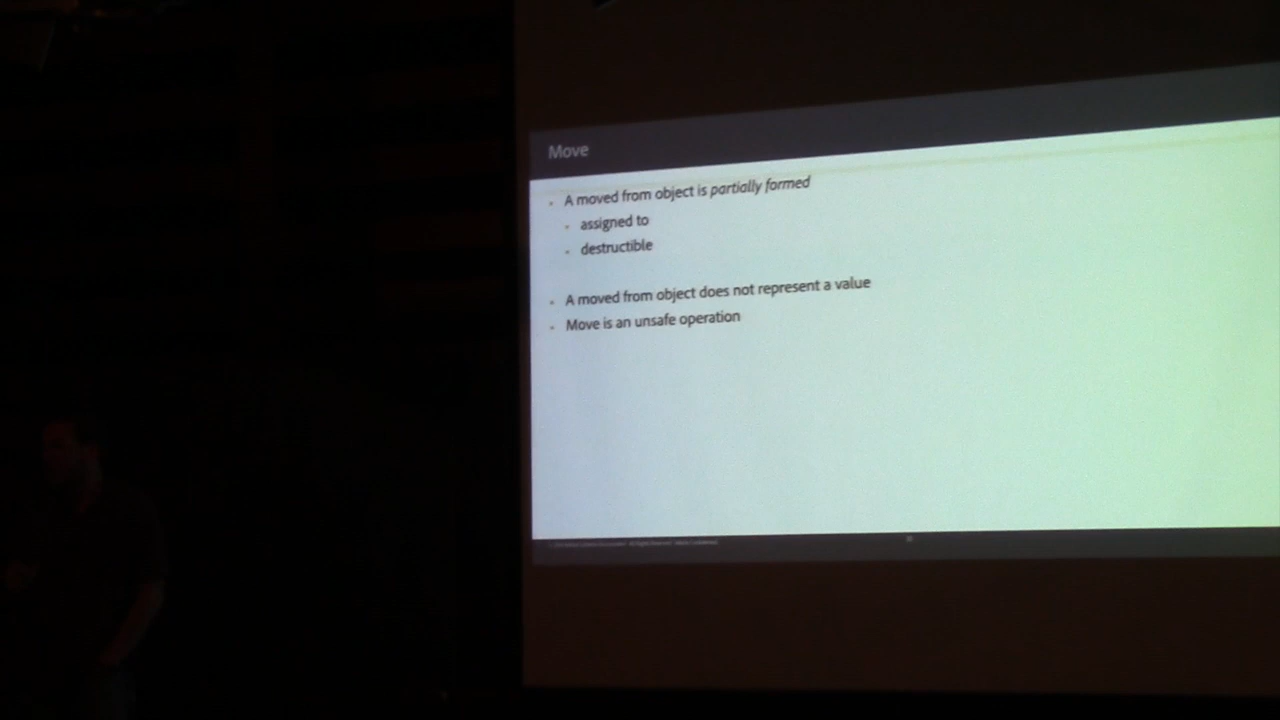 Move
A moved from object is partially formed
assigned to
destructible
A moved from object does not represent a value
Move is an unsafe operation